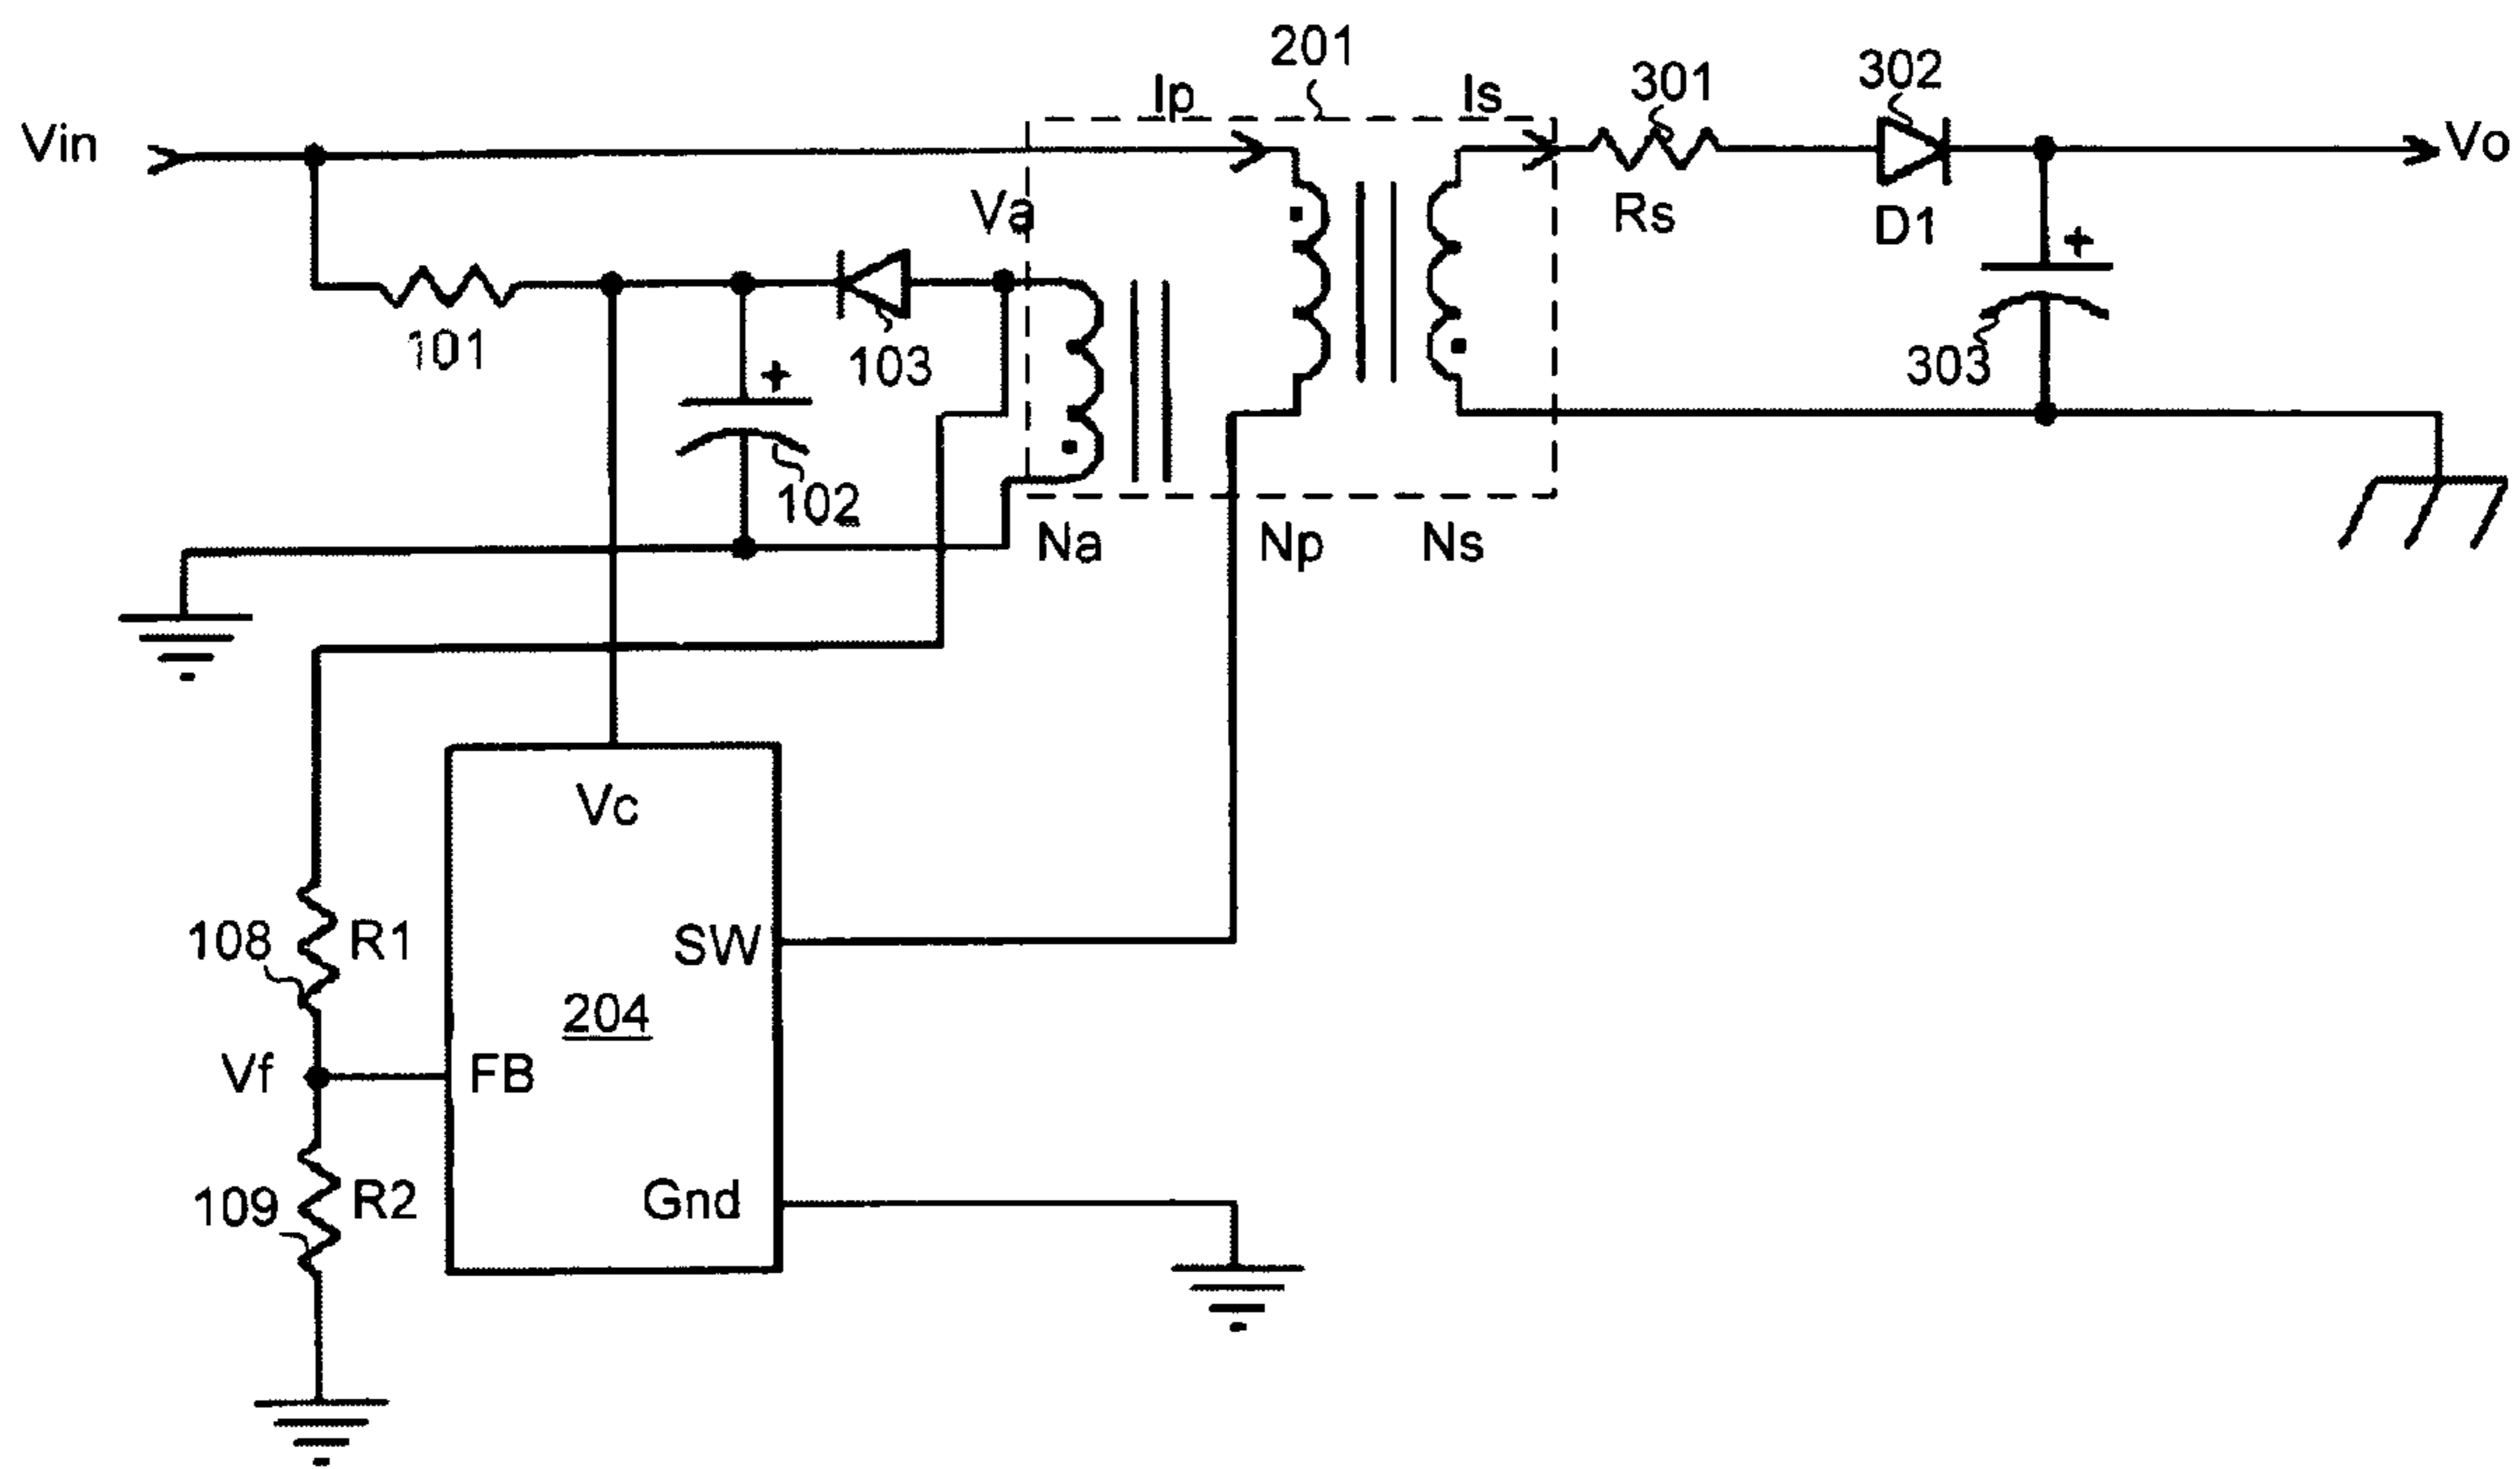 201
Ip
Is
301
302
Vin
Vo
Va
Rs
D1
101
103
+
+
303
102
Na
Np
Ns
Vc
108
R1
SW
204
Vf
FB
109
R2
Gnd